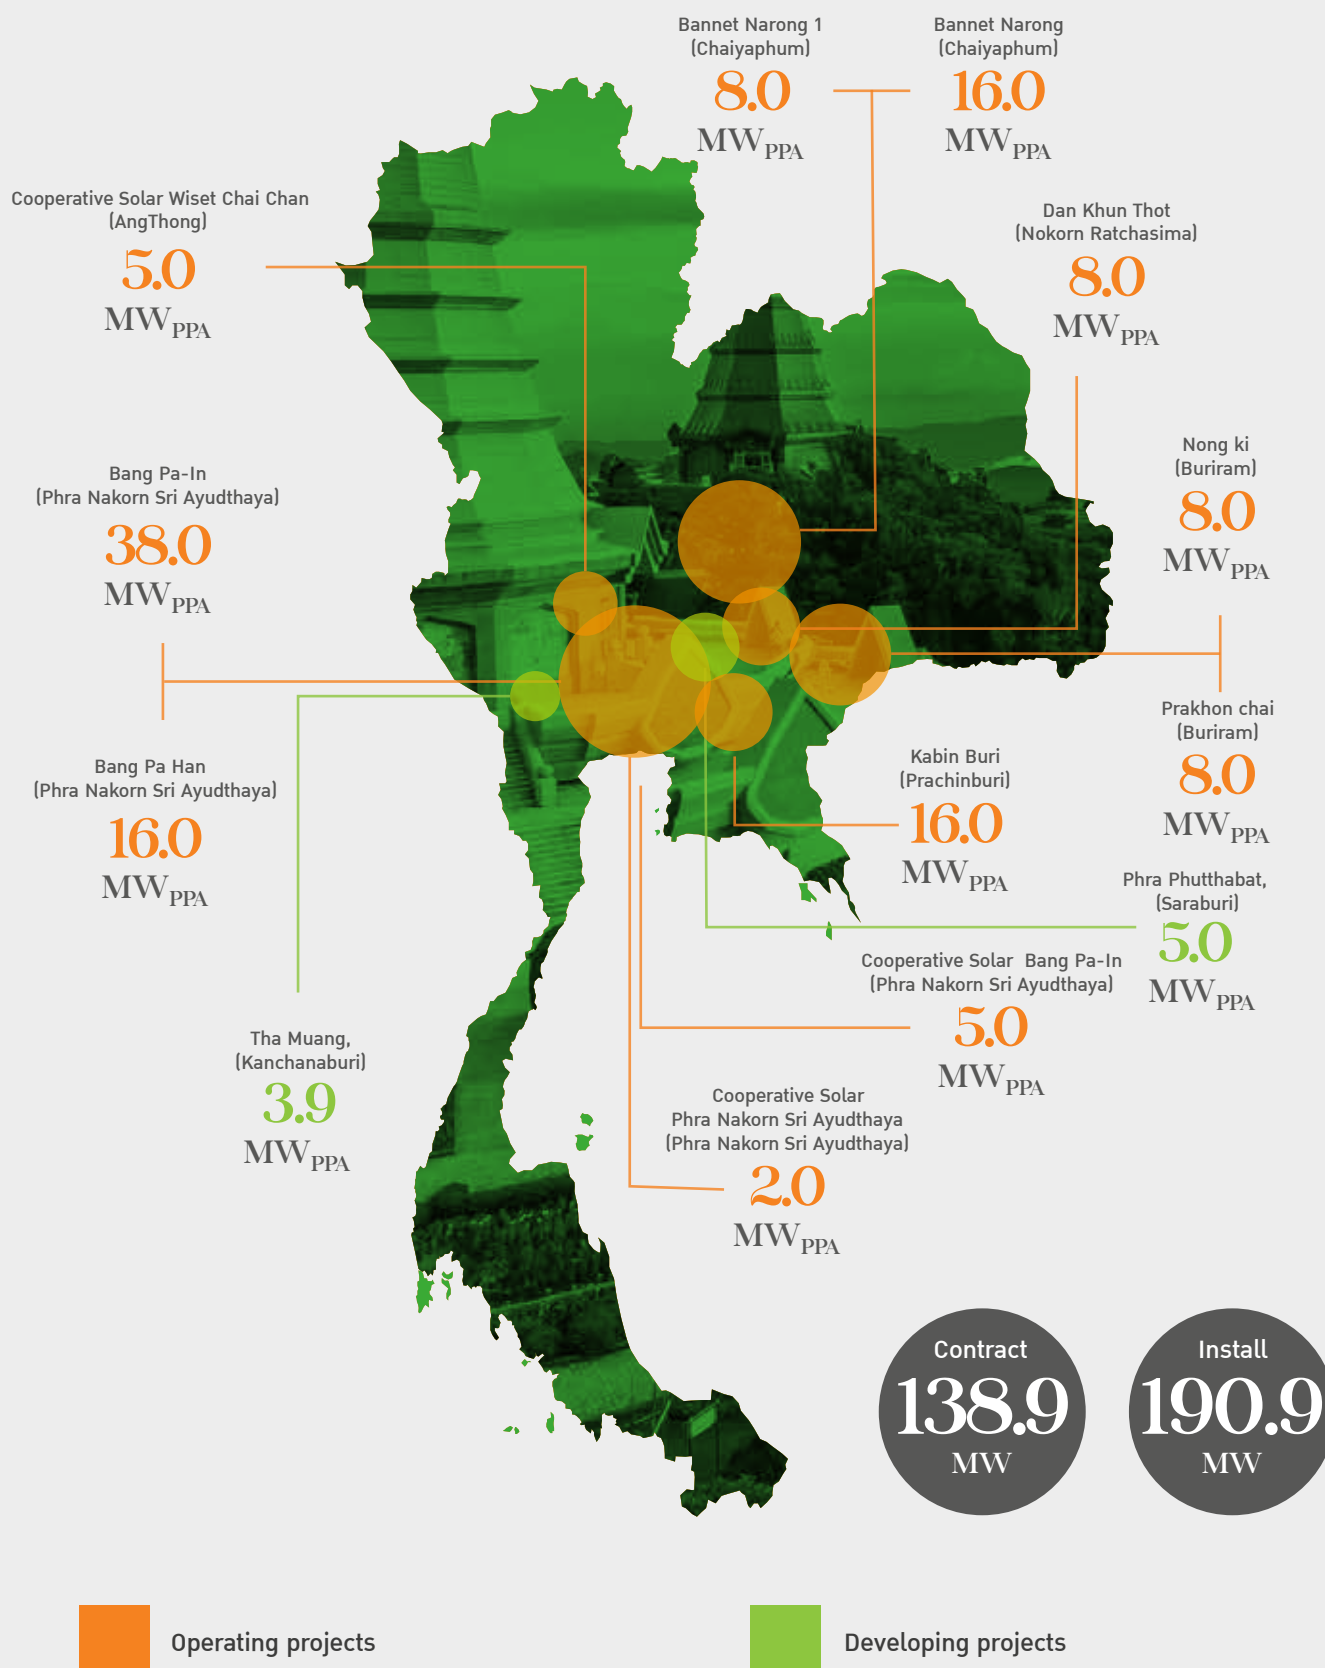 Bannet Narong 1
(Chaiyaphum)
8.0
MWPPA
Bannet Narong
(Chaiyaphum)
16.0
MWPPA
Cooperative Solar Wiset Chai Chan
(AngThong)
5.0
MWPPA
Dan Khun Thot
(Nokorn Ratchasima)
8.0
MWPPA
Bang Pa-In
(Phra Nakorn Sri Ayudthaya)
38.0
MWPPA
Nong ki
(Buriram)
8.0
MWPPA
Bang Pa Han
(Phra Nakorn Sri Ayudthaya)
16.0
MWPPA
Prakhon chai
(Buriram)
8.0
MWPPA
Kabin Buri
(Prachinburi)
16.0
MWPPA
Phra Phutthabat,
(Saraburi)
5.0
MWPPA
Cooperative Solar Bang Pa-In
(Phra Nakorn Sri Ayudthaya)
5.0
MWPPA
Tha Muang,
(Kanchanaburi)
3.9
MWPPA
Cooperative Solar
Phra Nakorn Sri Ayudthaya
(Phra Nakorn Sri Ayudthaya)
2.0
MWPPA
Contract
138.9
MW
Install
190.9
MW
Operating projects
Developing projects